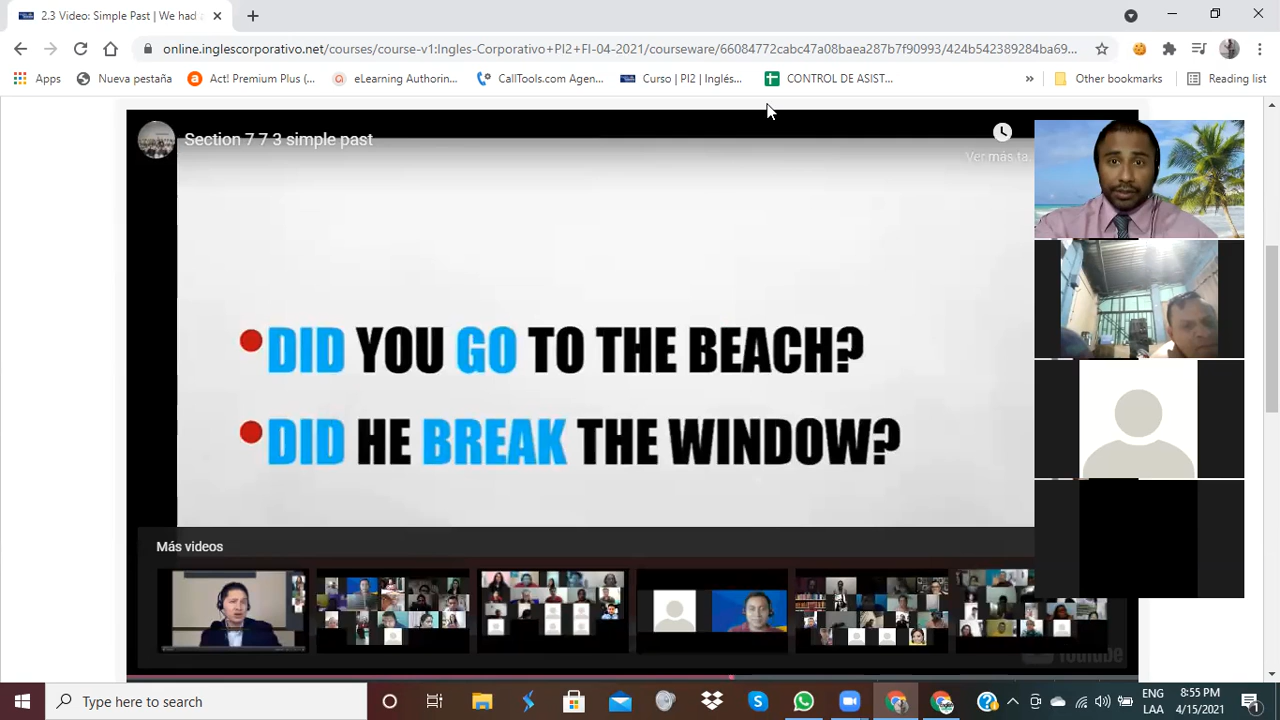 2.3 Video: Simple Past | We had
online.inglescorporativo.net/courses/course-v1:Ingles-Corporativo+PI2+FI-04-2021/courseware/66084772cabc47a08baea287b7f90993/424b542389284ba69...
Apps
Nueva pestaña
Act! Premium Plus (...
eLearning Authorin...
CallTools.com Agen...
Curso | PI2 | Inglés...
CONTROL DE ASIST...
»
Other bookmarks
Reading list
Section 7 7 3 simple past
Ver más ta
DID YOU GO TO THE BEACH?
DID HE BREAK THE WINDOW?
Más videos
YouTube
Type here to search
ENG
LAA
8:55 PM
4/15/2021
1